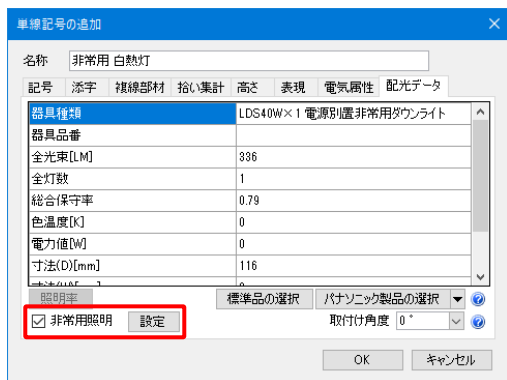 単線記号の追加
名称 非常用 白熱灯
記号 添字 複線部材 拾い集計 高さ 表現 電気属性 配光データ
器具種類 LDS40W×1 電源別置非常用ダウンライト
器具品番
全光束[LM] 336
全灯数 1
総合保守率 0.79
色温度[K] 0
電力値[W] 0
寸法(D)[mm] 116
照明率 標準品の選択 パナソニック製品の選択
非常用照明 設定 取付け角度 0°
OK キャンセル